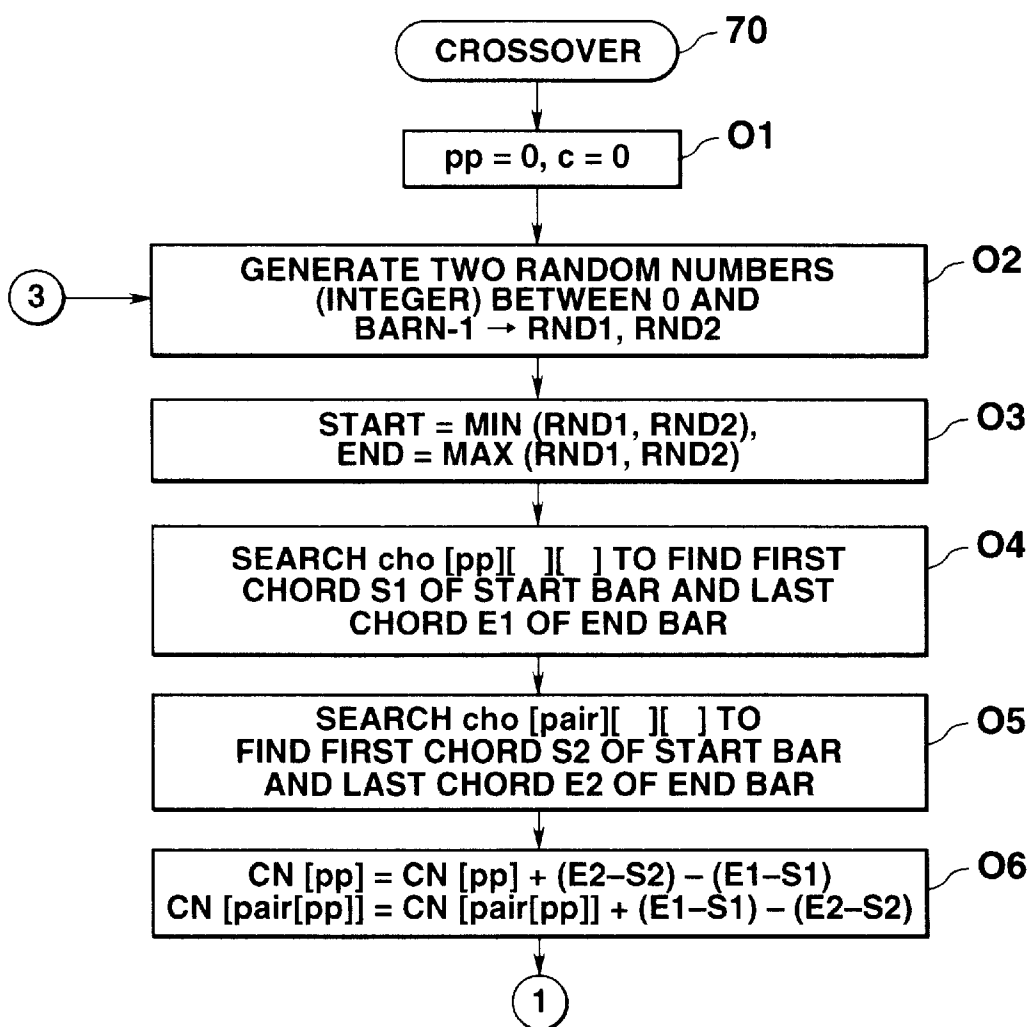 CROSSOVER
70
pp = 0, c = 0
O1
GENERATE TWO RANDOM NUMBERS
(INTEGER) BETWEEN 0 AND
BARN-1 → RND1, RND2
O2
3
START = MIN (RND1, RND2),
END = MAX (RND1, RND2)
O3
SEARCH cho [pp][ ][ ] TO FIND FIRST
CHORD S1 OF START BAR AND LAST
CHORD E1 OF END BAR
O4
SEARCH cho [pair][ ][ ] TO
FIND FIRST CHORD S2 OF START BAR
AND LAST CHORD E2 OF END BAR
O5
CN [pp] = CN [pp] + (E2–S2) – (E1–S1)
CN [pair[pp]] = CN [pair[pp]] + (E1–S1) – (E2–S2)
O6
1